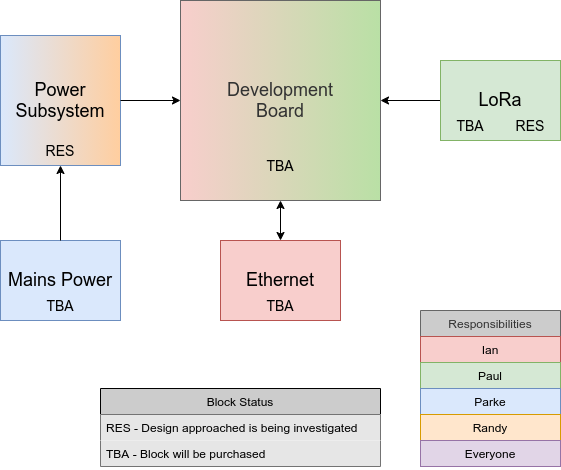 Power
Subsystem
RES
Development
Board
TBA
LoRa
TBA RES
Mains Power
TBA
Ethernet
TBA
Block Status
RES - Design approached is being investigated
TBA - Block will be purchased
Responsibilities
Ian
Paul
Parke
Randy
Everyone